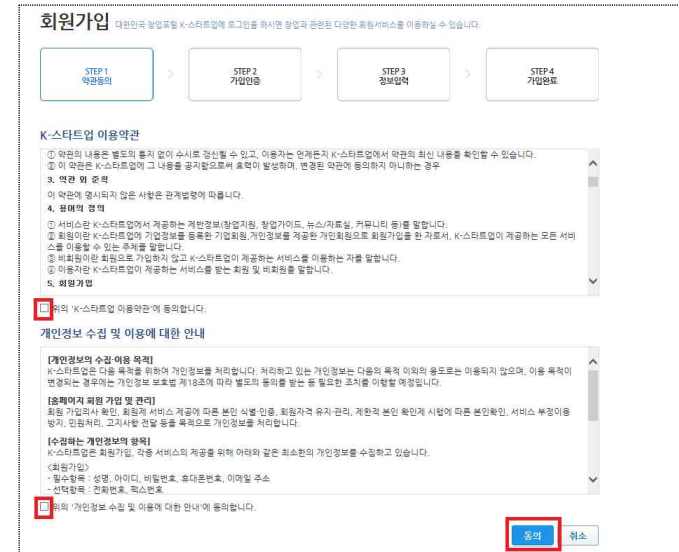 회원가입 대한민국 창업포털 K-스타트업에 로그인을 하시면 창업과 관련된 다양한 회원서비스를 이용하실 수 있습니다.
STEP 1
약관동의
STEP 2
가입인증
STEP 3
정보입력
STEP 4
가입완료
K-스타트업 이용약관
① 약관의 내용은 별도의 통지 없이 수시로 갱신될 수 있고, 이용자는 언제든지 K-스타트업에서 약관의 최신 내용을 확인할 수 있습니다.
② 이 약관은 K-스타트업에 그 내용을 공지함으로써 효력이 발생하며, 변경된 약관에 동의하지 아니하는 경우
3. 약관 외 준칙
이 약관에 명시되지 않은 사항은 관계법령에 따릅니다.
4. 용어의 정의
① 서비스란 K-스타트업에서 제공하는 제반정보(창업지원, 창업가이드, 뉴스/자료실, 커뮤니티 등)를 말합니다.
② 회원이란 K-스타트업에 기업정보를 등록한 기업회원,개인정보를 제공한 개인회원으로 회원가입을 한 자로서, K-스타트업이 제공하는 모든 서비
스를 이용할 수 있는 주체를 말합니다.
③ 비회원이란 회원으로 가입하지 않고 K-스타트업이 제공하는 서비스를 이용하는 자를 말합니다.
④ 이용자란 K-스타트업이 제공하는 서비스를 받는 회원 및 비회원을 말합니다.
5. 회원가입
위의 'K-스타트업 이용약관'에 동의합니다.
개인정보 수집 및 이용에 대한 안내
[개인정보의 수집·이용 목적]
K-스타트업은 다음 목적을 위하여 개인정보를 처리합니다. 처리하고 있는 개인정보는 다음의 목적 이외의 용도로는 이용되지 않으며, 이용 목적이
변경되는 경우에는 개인정보 보호법 제18조에 따라 별도의 동의를 받는 등 필요한 조치를 이행할 예정입니다.
[홈페이지 회원 가입 및 관리]
회원 가입의사 확인, 회원제 서비스 제공에 따른 본인 식별·인증, 회원자격 유지·관리, 제한적 본인 확인제 시행에 따른 본인확인, 서비스 부정이용
방지, 민원처리, 고지사항 전달 등을 목적으로 개인정보를 처리합니다.
[수집하는 개인정보의 항목]
K-스타트업은 회원가입, 각종 서비스의 제공을 위해 아래와 같은 최소한의 개인정보를 수집하고 있습니다.
<회원가입>
- 필수항목 : 성명, 아이디, 비밀번호, 휴대폰번호, 이메일 주소
- 선택항목 : 전화번호, 팩스번호
위의 '개인정보 수집 및 이용에 대한 안내'에 동의합니다.
동의 취소